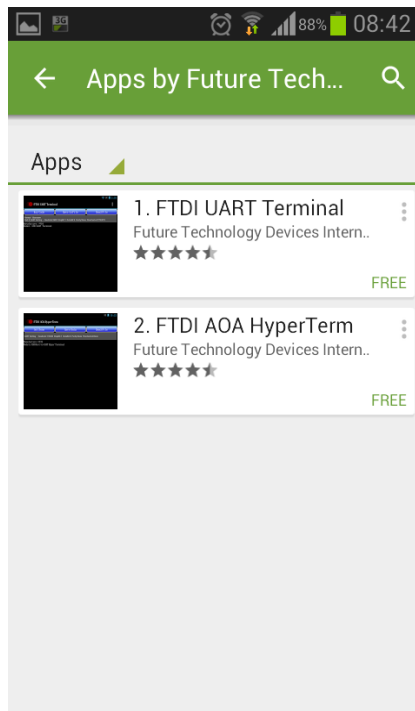 3G
88%
08:42
Apps by Future Tech...
Apps
1. FTDI UART Terminal
Future Technology Devices Intern..
FREE
2. FTDI AOA HyperTerm
Future Technology Devices Intern..
FREE